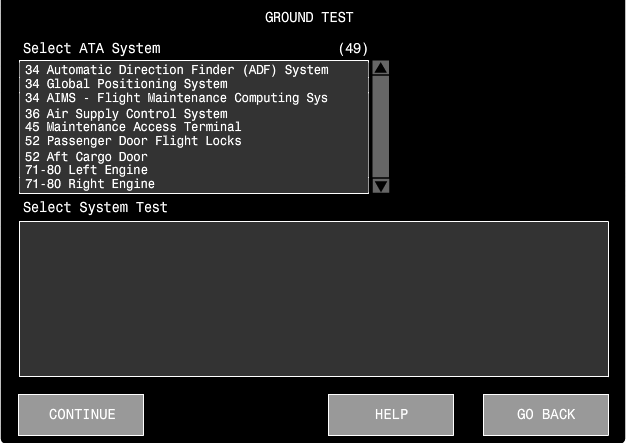 GROUND TEST
Select ATA System (49)
34 Automatic Direction Finder (ADF) System
34 Global Positioning System
34 AIMS - Flight Maintenance Computing Sys
36 Air Supply Control System
45 Maintenance Access Terminal
52 Passenger Door Flight Locks
52 Aft Cargo Door
71-80 Left Engine
71-80 Right Engine
Select System Test
CONTINUE HELP GO BACK